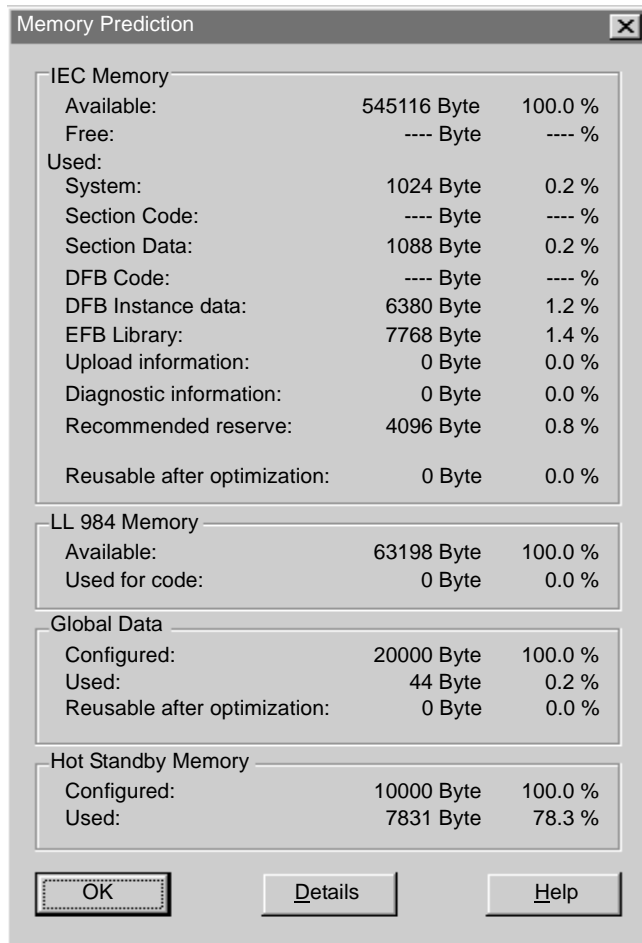 Memory Prediction
IEC Memory
Available: 545116 Byte 100.0 %
Free: ---- Byte ---- %
Used:
System: 1024 Byte 0.2 %
Section Code: ---- Byte ---- %
Section Data: 1088 Byte 0.2 %
DFB Code: ---- Byte ---- %
DFB Instance data: 6380 Byte 1.2 %
EFB Library: 7768 Byte 1.4 %
Upload information: 0 Byte 0.0 %
Diagnostic information: 0 Byte 0.0 %
Recommended reserve: 4096 Byte 0.8 %
Reusable after optimization: 0 Byte 0.0 %
LL 984 Memory
Available: 63198 Byte 100.0 %
Used for code: 0 Byte 0.0 %
Global Data
Configured: 20000 Byte 100.0 %
Used: 44 Byte 0.2 %
Reusable after optimization: 0 Byte 0.0 %
Hot Standby Memory
Configured: 10000 Byte 100.0 %
Used: 7831 Byte 78.3 %
OK Details Help